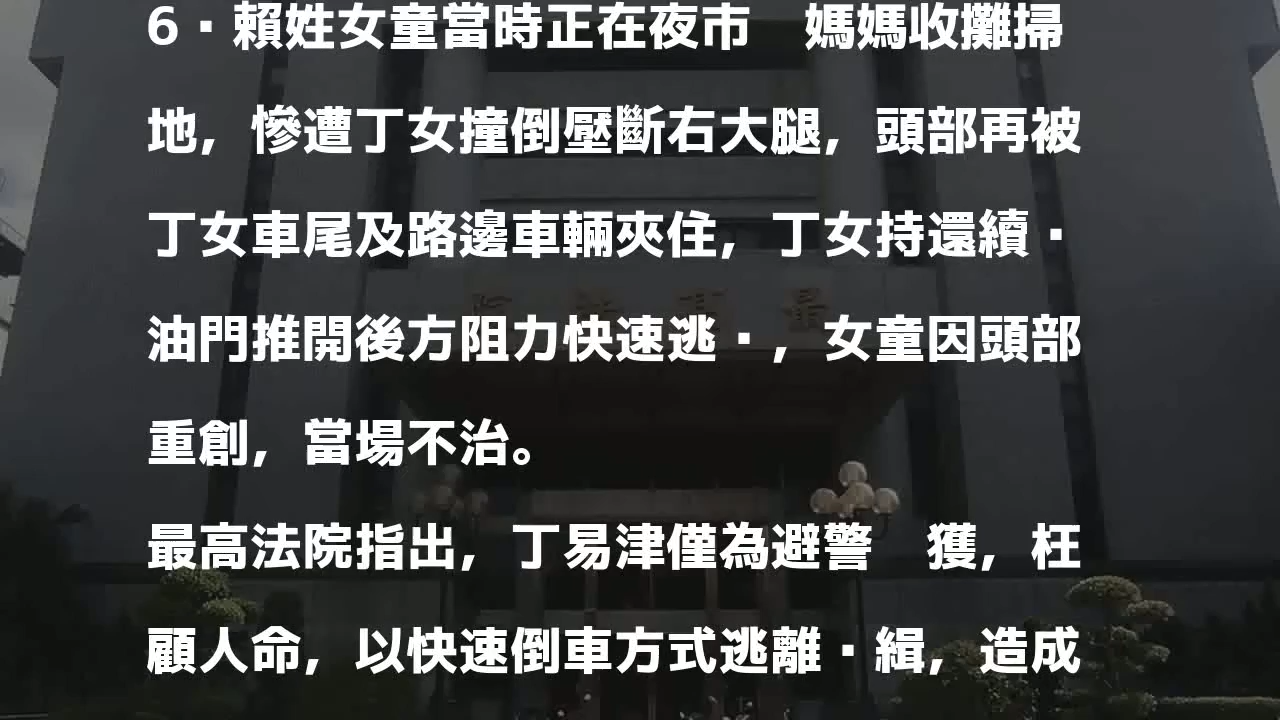 6·賴姓女童當時正在夜市　媽媽收攤掃
地，慘遭丁女撞倒壓斷右大腿，頭部再被
丁女車尾及路邊車輛夾住，丁女持還續·
油門推開後方阻力快速逃·，女童因頭部
重創，當場不治。
最高法院指出，丁易津僅為避警　獲，枉
顧人命，以快速倒車方式逃離·緝，造成